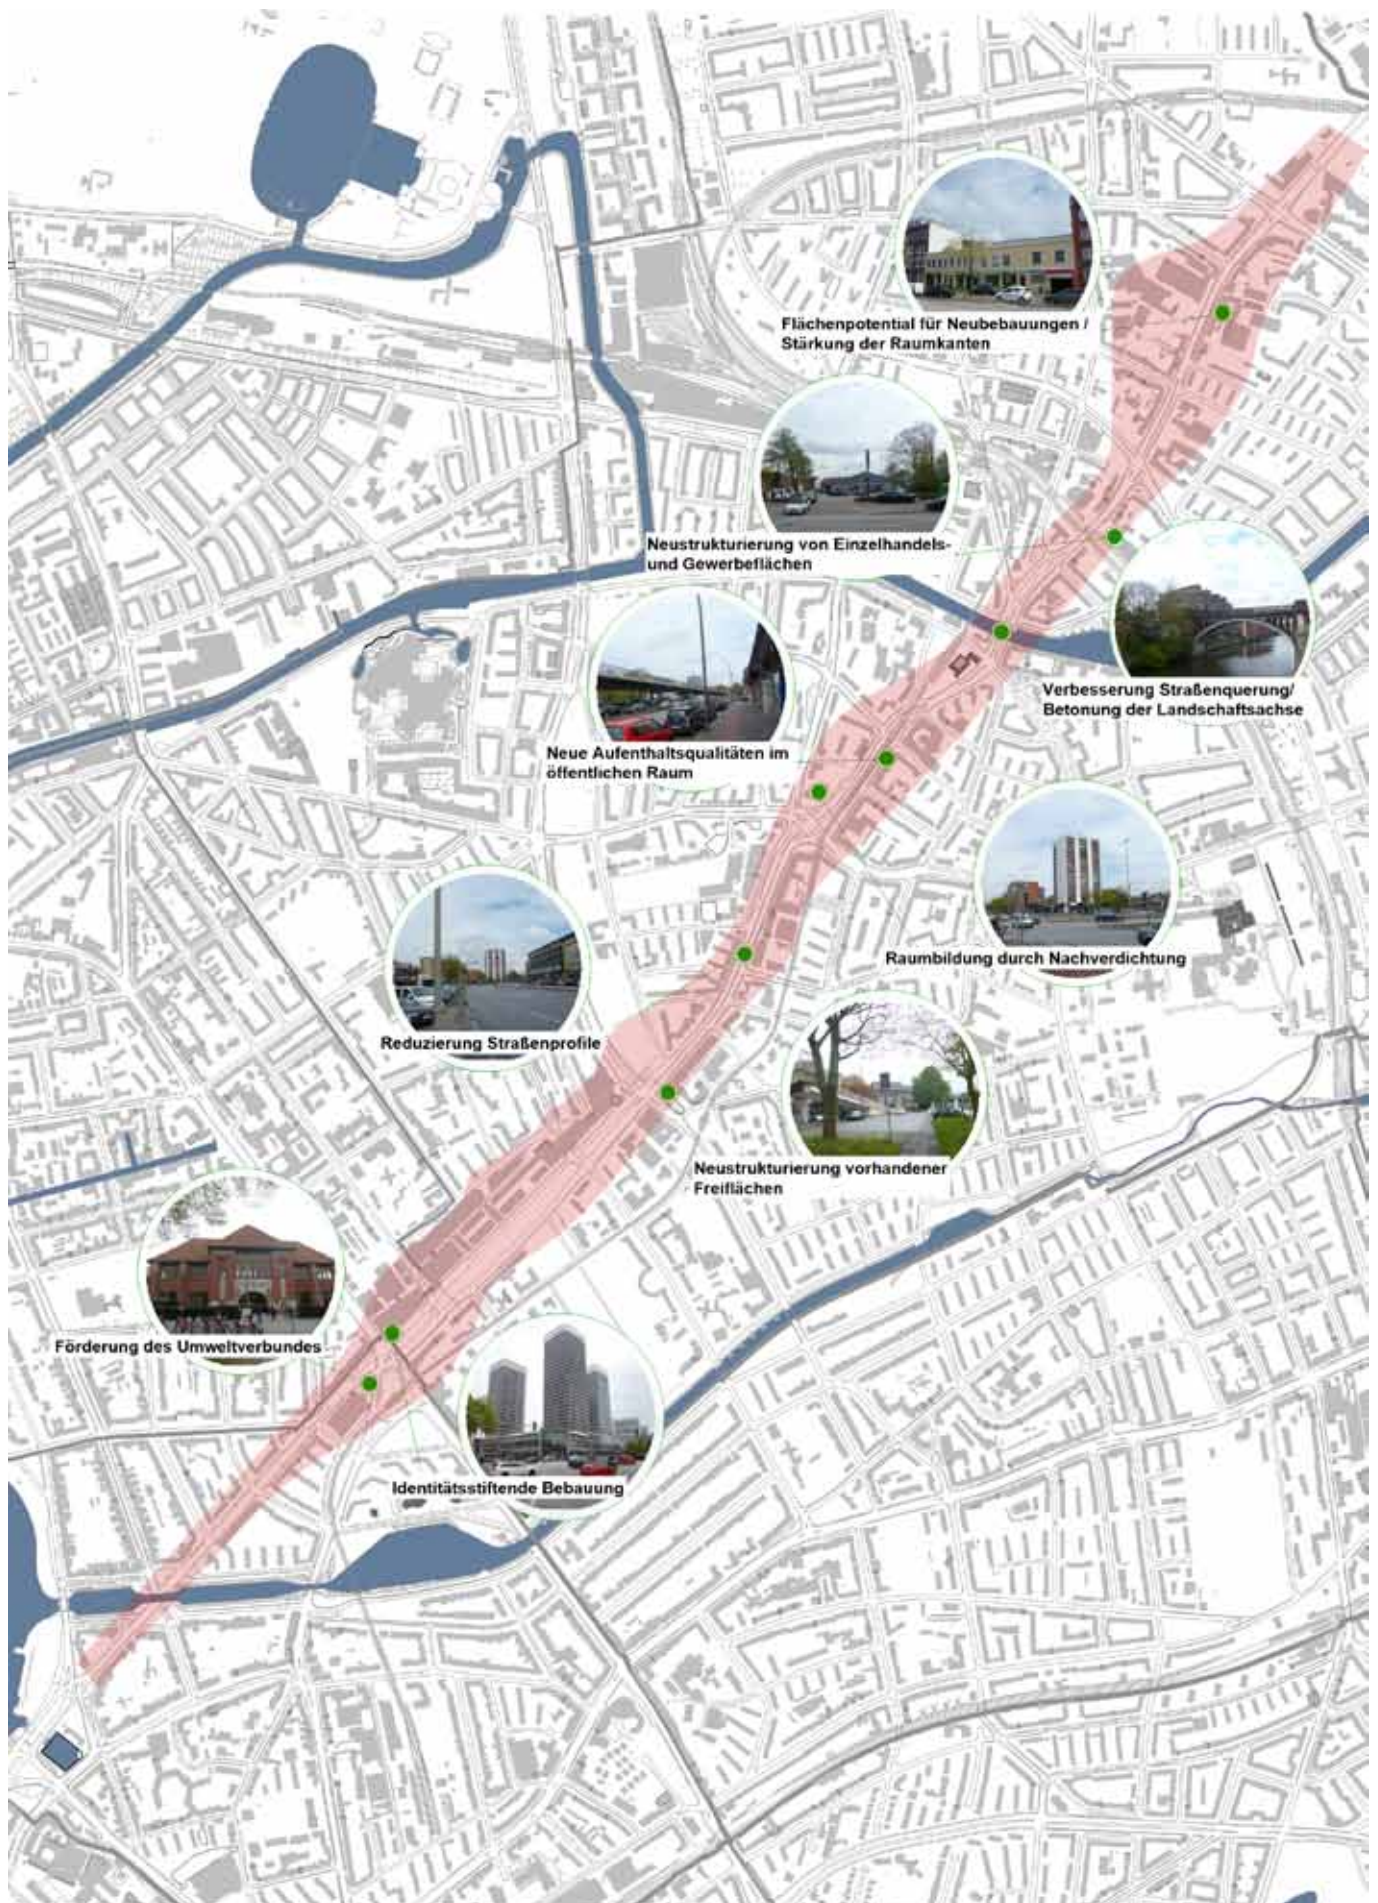 Flächenpotential für Neubebauungen /
Stärkung der Raumkanten
Neustrukturierung von Einzelhandels-
und Gewerbeflächen
Verbesserung Straßenquerung/
Betonung der Landschaftsachse
Neue Aufenthaltsqualitäten im
öffentlichen Raum
Raumbildung durch Nachverdichtung
Reduzierung Straßenprofile
Neustrukturierung vorhandener
Freiflächen
Förderung des Umweltverbundes
Identitätsstiftende Bebauung